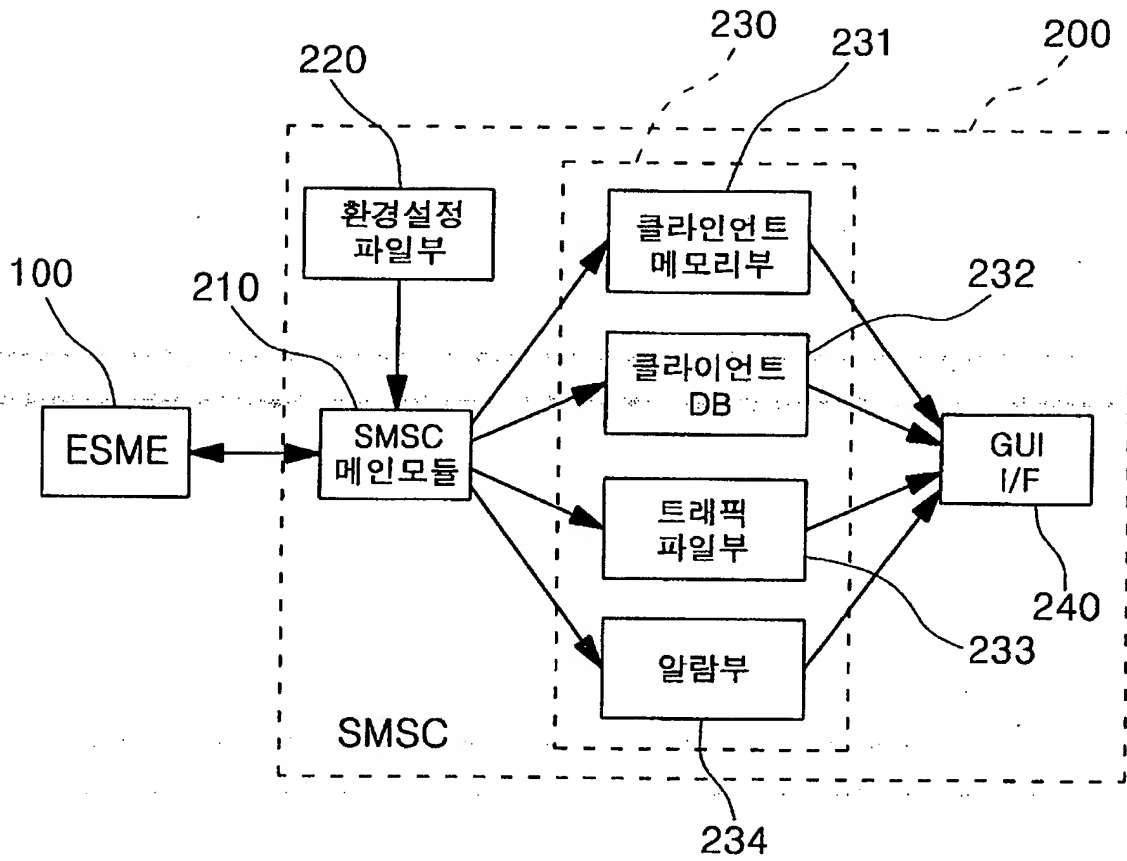 230
231
200
220
환경설정
파일부
클라인언트
메모리부
100
210
232
클라이언트
DB
ESME
SMSC
메인모듈
GUI
I/F
트래픽
파일부
240
233
알람부
SMSC
234